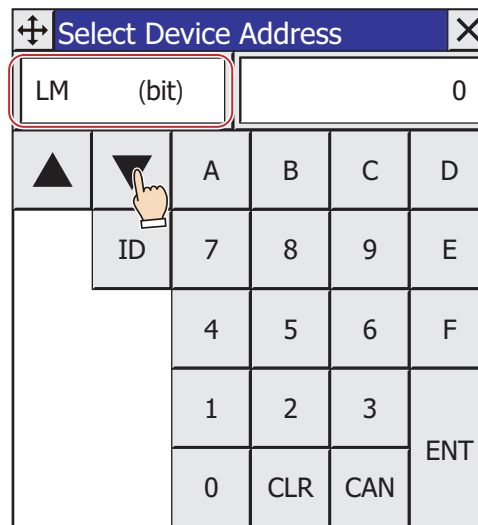 Select Device Address
LM (bit) 0
A B C D
ID 7 8 9 E
4 5 6 F
1 2 3
ENT
0 CLR CAN